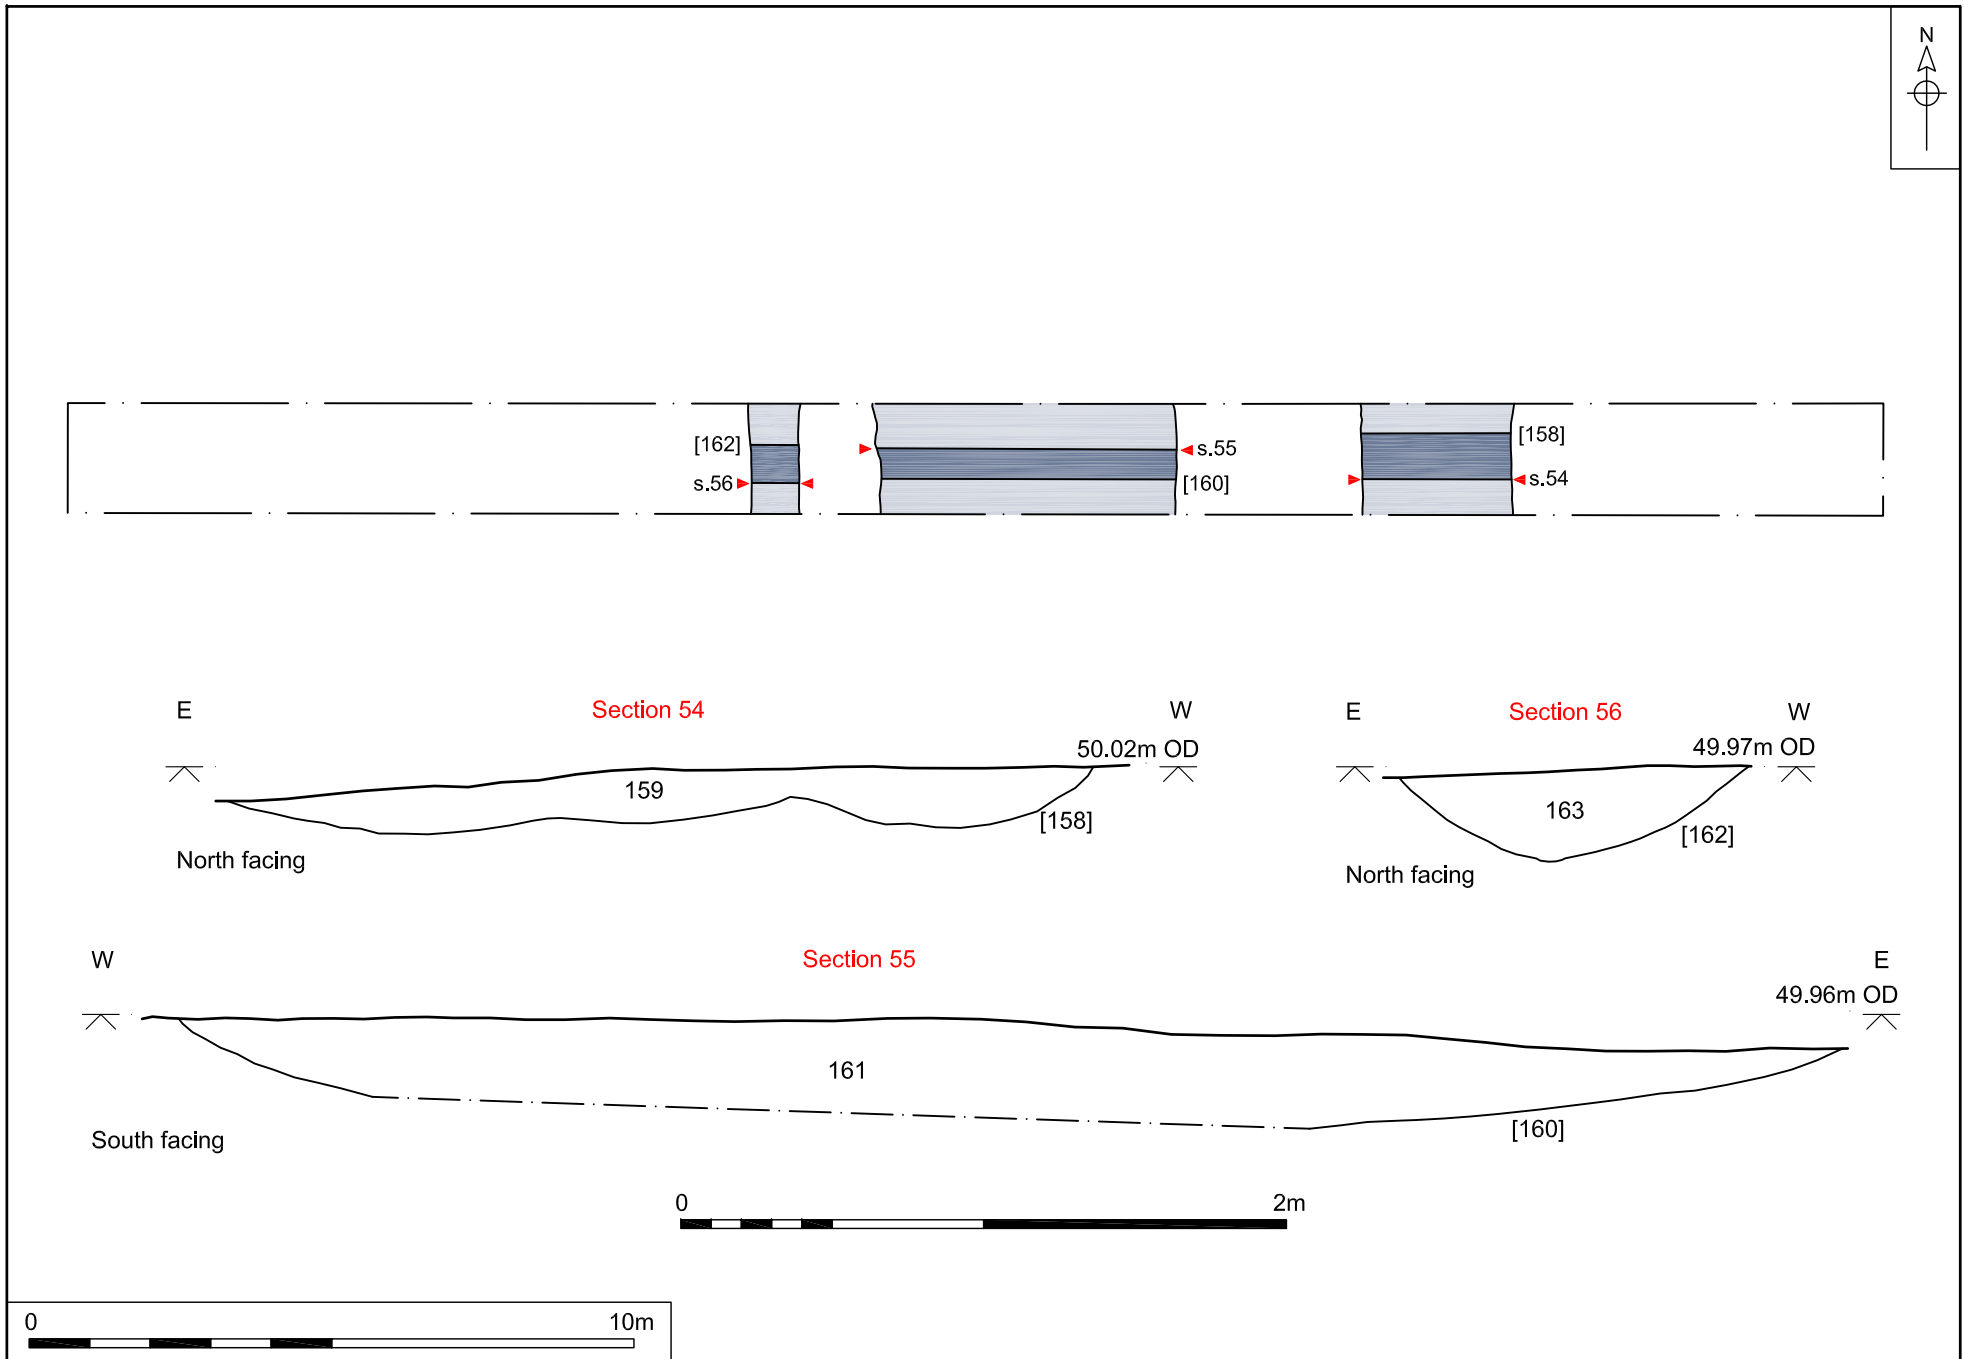 N
[162]
s.56
s.55
[160]
[158]
s.54
E
Section 54
W
50.02m OD
159
[158]
North facing
E
Section 56
W
49.97m OD
163
[162]
North facing
W
Section 55
E
49.96m OD
161
[160]
South facing
0 2m
0 10m